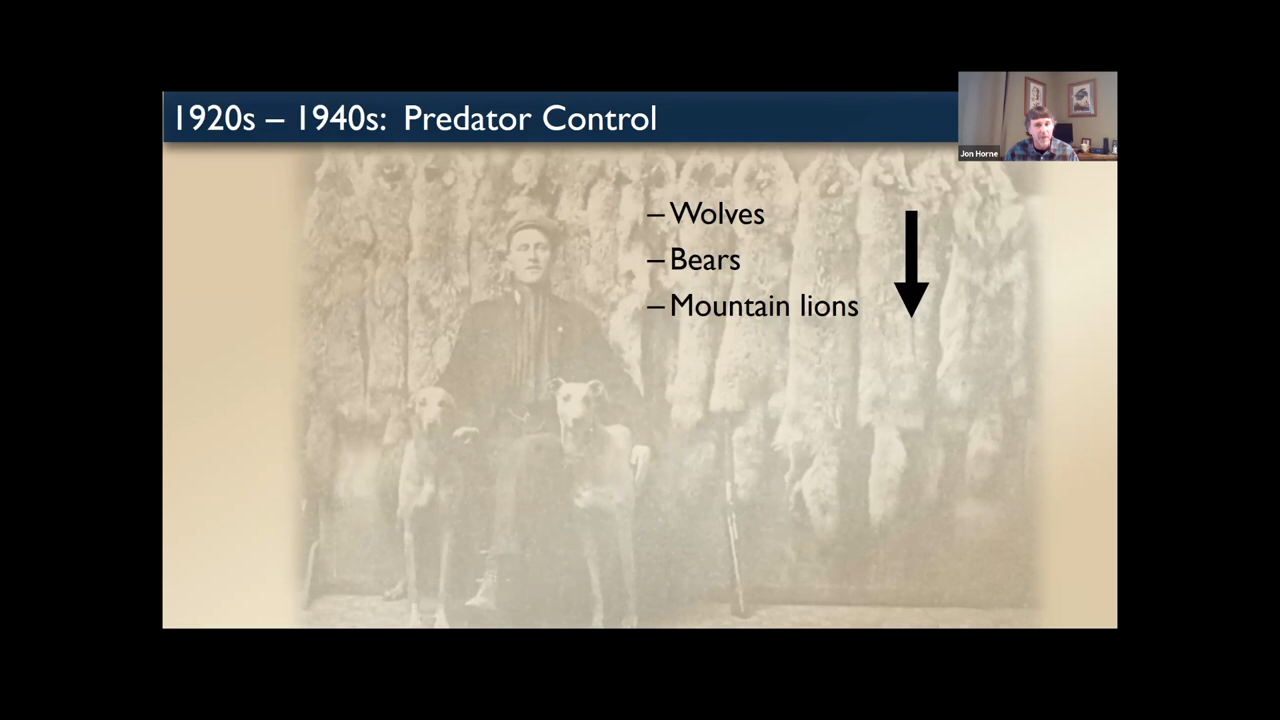 1920s – 1940s: Predator Control
Jon Horne
– Wolves
– Bears
– Mountain lions